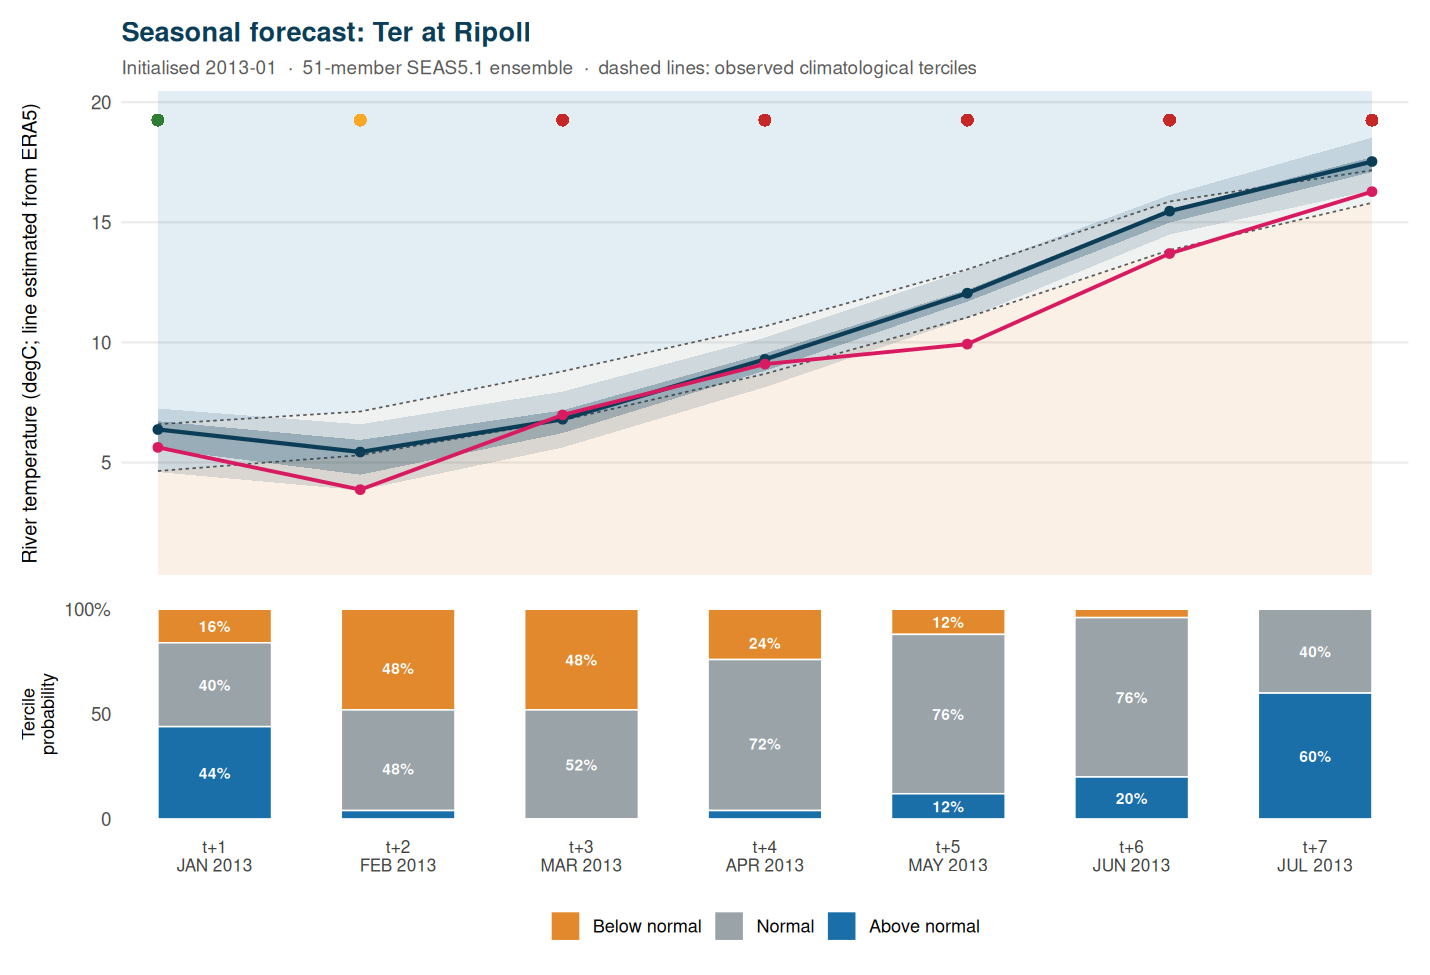 Seasonal forecast: Ter at Ripoll
Initialised 2013-01 · 51-member SEAS5.1 ensemble · dashed lines: observed climatological terciles
River temperature (degC; line estimated from ERA5)
20
15
10
5
Tercile
probability
100%
50
0
16% 48% 48% 24% 12% 40%
40% 48% 52% 72% 76% 76% 60%
44% 12% 20%
t+1 t+2 t+3 t+4 t+5 t+6 t+7
JAN 2013 FEB 2013 MAR 2013 APR 2013 MAY 2013 JUN 2013 JUL 2013
Below normal Normal Above normal